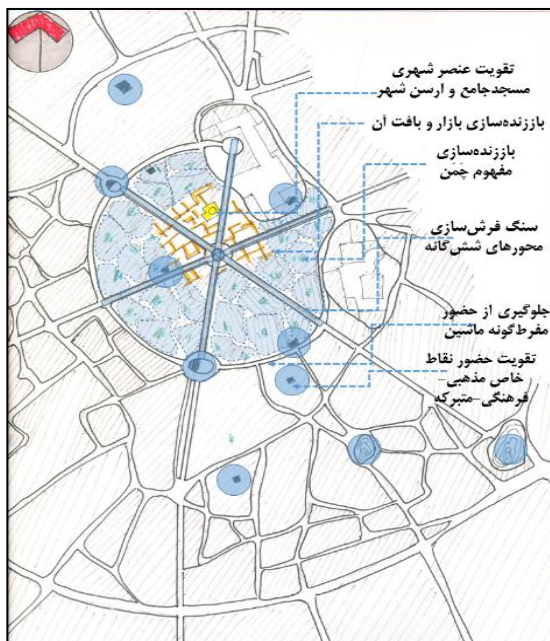 تقویت عنصر شهری
مسجدجامع و ارسن شهر
باززنده‌سازی بازار و بافت آن
باززنده‌سازی
مفهوم چَمَن
سنگ فرش‌سازی
محورهای شش‌گانه
جلوگیری از حضور
مفرط‌گونه ماشین
تقویت حضور نقاط
خاص مذهبی-
فرهنگی-متبرکه